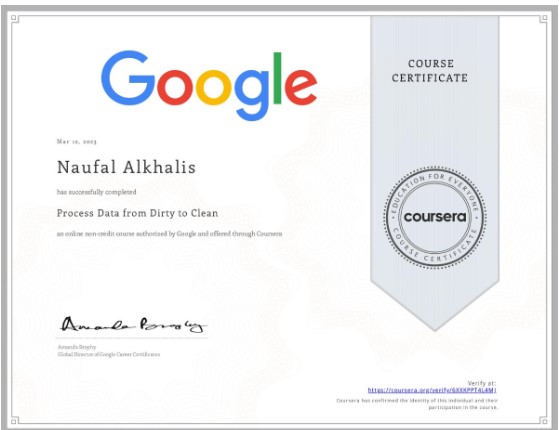 Google
COURSE
CERTIFICATE
Mar 12, 2023
Naufal Alkhalis
has successfully completed
Process Data from Dirty to Clean
an online non-credit course authorized by Google and offered through Coursera
EDUCATION FOR EVERYONE
coursera
COURSE CERTIFICATE
Amanda Brophy
Amanda Brophy
Global Director of Google Career Certificates
Verify at:
https://coursera.org/verify/6XXKPPT4L4MJ
Coursera has confirmed the identity of this individual and their
participation in the course.